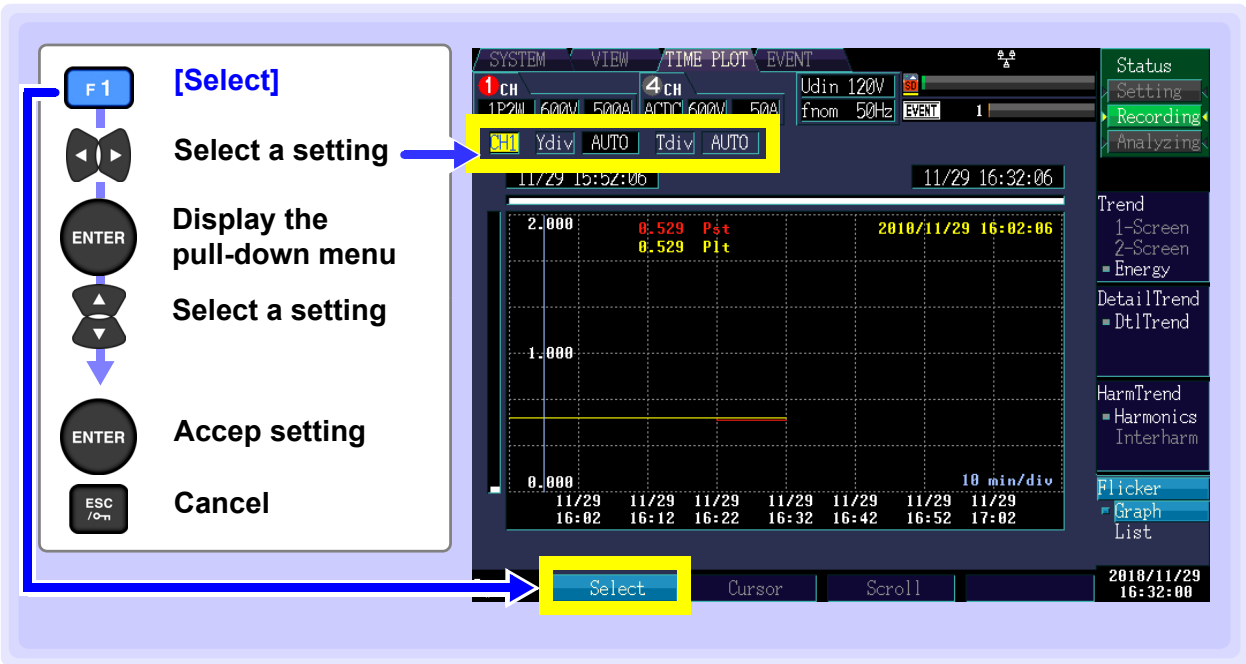 F 1
[Select]
Select a setting
ENTER
Display the
pull-down menu
Select a setting
ENTER
Accep setting
ESC
Cancel
SYSTEM VIEW TIME PLOT EVENT
1 CH 4 CH Udin 120V SD
1P2W 600V 500A ACDC 600V 50A fnom 50Hz EVENT 1
CH1 Ydiv AUTO Tdiv AUTO
11/29 15:52:06 11/29 16:32:06
2.000 0.529 Pst 2010/11/29 16:02:06
0.529 Plt
1.000
0.000 10 min/div
11/29 11/29 11/29 11/29 11/29 11/29 11/29
16:02 16:12 16:22 16:32 16:42 16:52 17:02
Select Cursor Scroll
Status
Setting
Recording
Analyzing
Trend
1-Screen
2-Screen
Energy
DetailTrend
DtlTrend
HarmTrend
Harmonics
Interharm
Flicker
Graph
List
2018/11/29
16:32:00